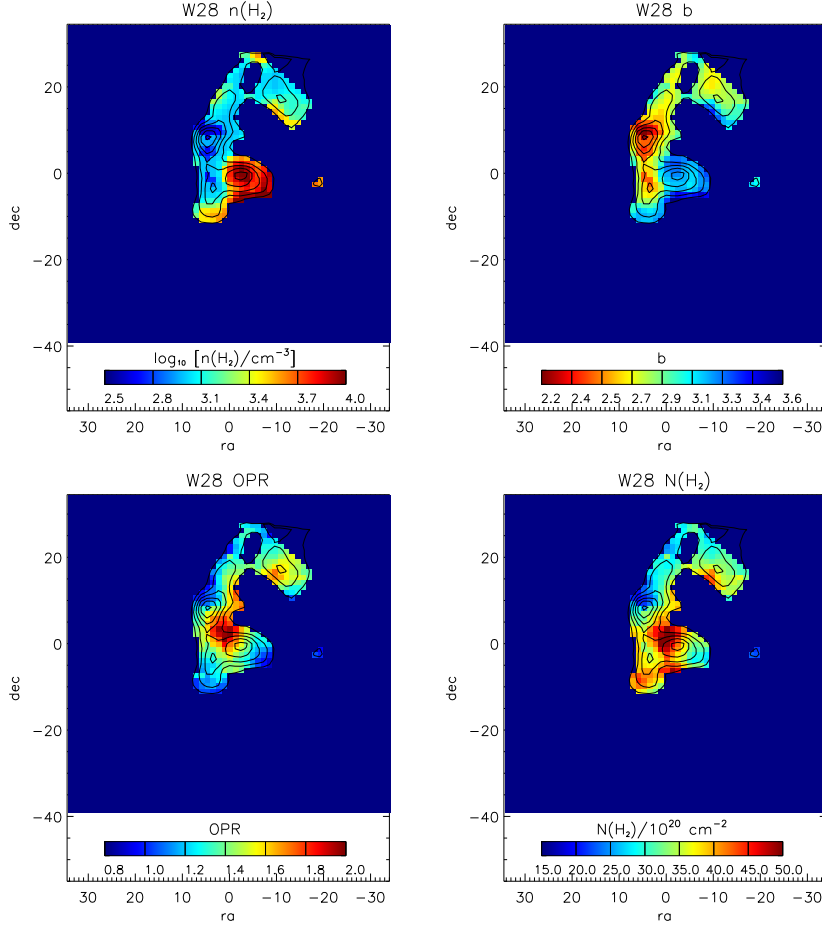 W28 n(H₂)
W28 b
20
0
−20
−40
dec
log₁₀ [n(H₂)/cm⁻³]
2.5 2.8 3.1 3.4 3.7 4.0
30 20 10 0 −10 −20 −30
ra
20
0
−20
−40
dec
b
2.2 2.4 2.5 2.7 2.9 3.1 3.3 3.4 3.6
30 20 10 0 −10 −20 −30
ra
W28 OPR
W28 N(H₂)
20
0
−20
−40
dec
OPR
0.8 1.0 1.2 1.4 1.6 1.8 2.0
30 20 10 0 −10 −20 −30
ra
20
0
−20
−40
dec
N(H₂)/10²⁰ cm⁻²
15.0 20.0 25.0 30.0 35.0 40.0 45.0 50.0
30 20 10 0 −10 −20 −30
ra